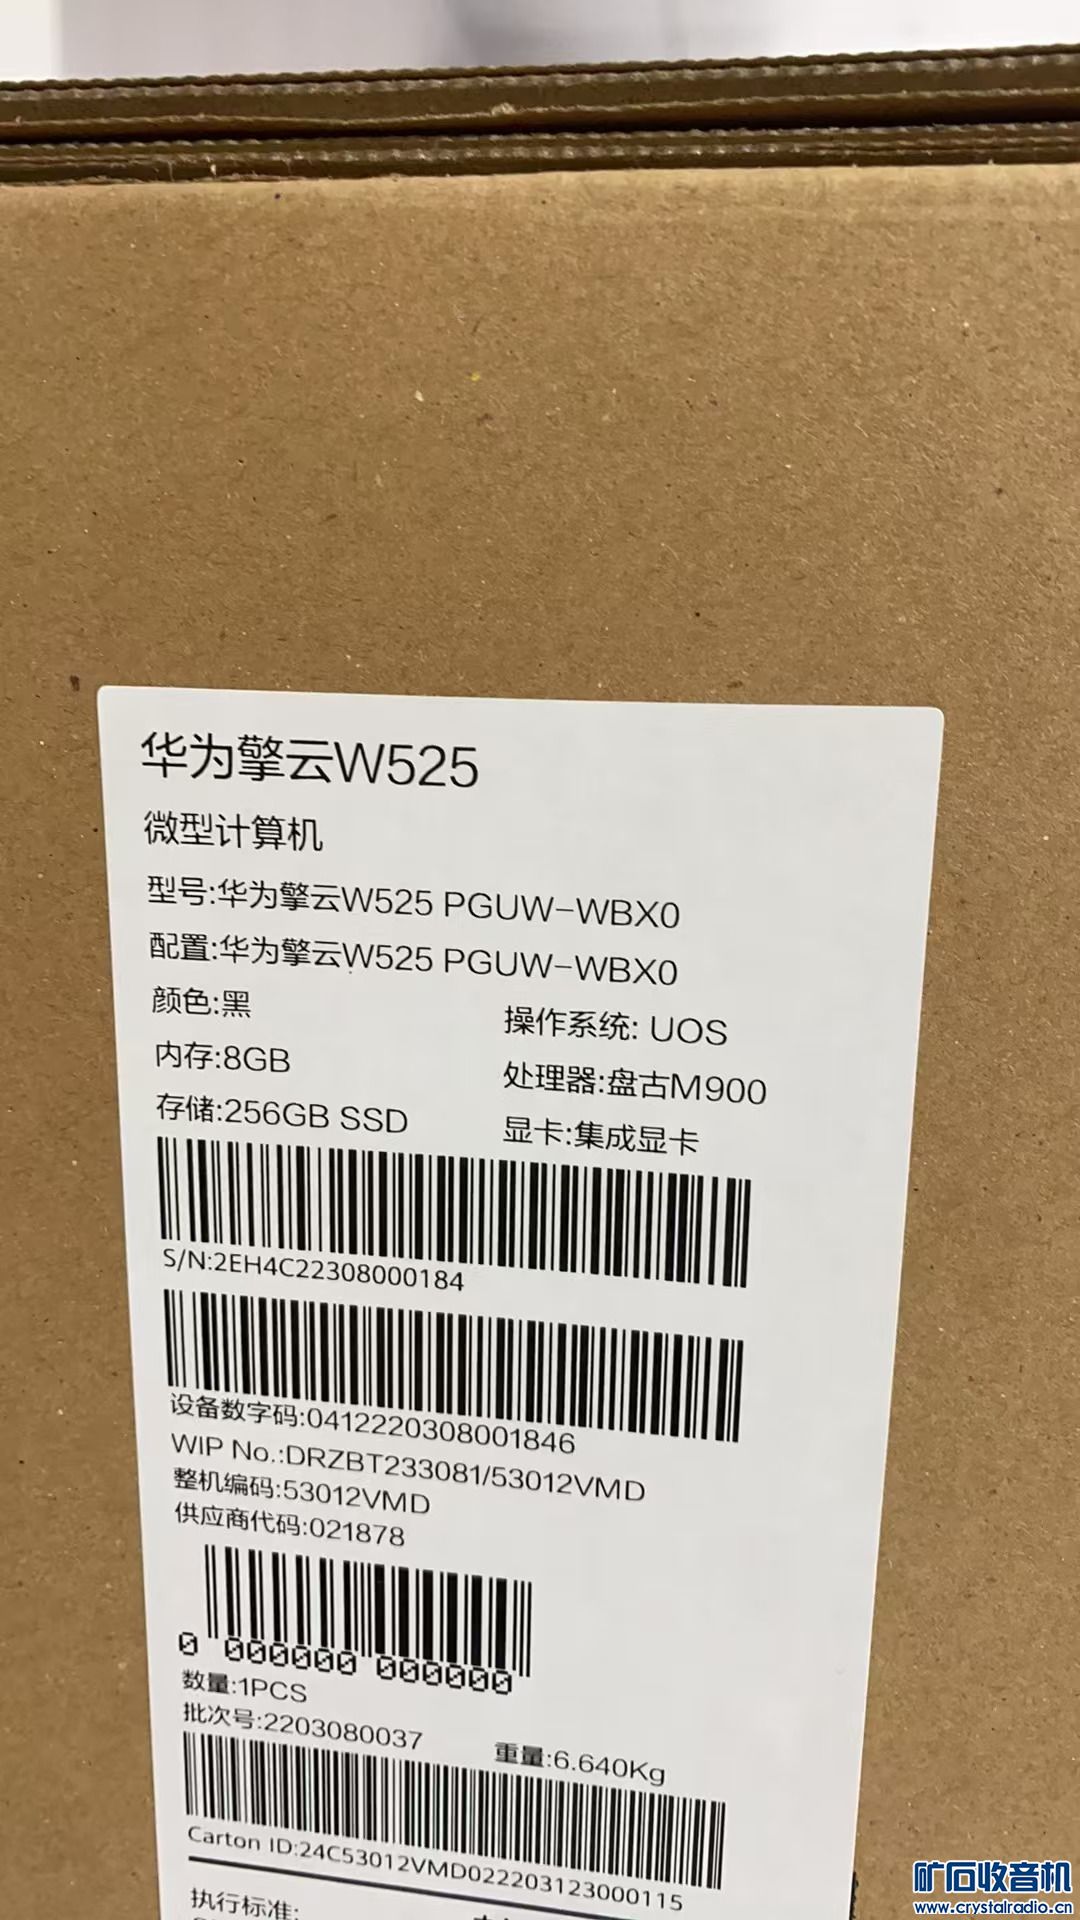 华为擎云W525
微型计算机
型号:华为擎云W525 PGUW-WBX0
配置:华为擎云W525 PGUW-WBX0
颜色:黑
操作系统: UOS
内存:8GB
处理器:盘古M900
存储:256GB SSD
显卡:集成显卡
S/N:2EH4C22308000184
设备数字码:0412220308001846
WIP No.:DRZBT233081/53012VMD
整机编码:53012VMD
供应商代码:021878
0 000000 000000
数量:1PCS
批次号:2203080037
重量:6.640Kg
Carton ID:24C53012VMD022203123000115
执行标准:
矿石收音机
www.crystalradio.cn